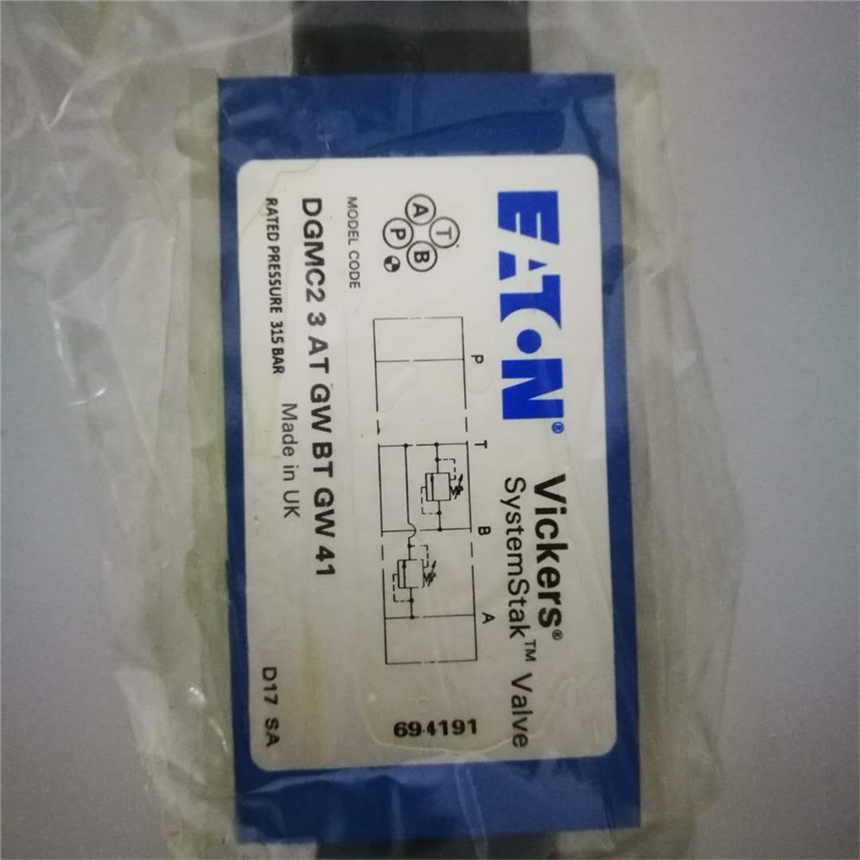 EATON®
Vickers®
SystemStak™ Valve
A
T
P
B
P
T
B
A
694191
MODEL CODE
DGMC2 3 AT GW BT GW 41
RATED PRESSURE 315 BAR
Made in UK
D17 SA